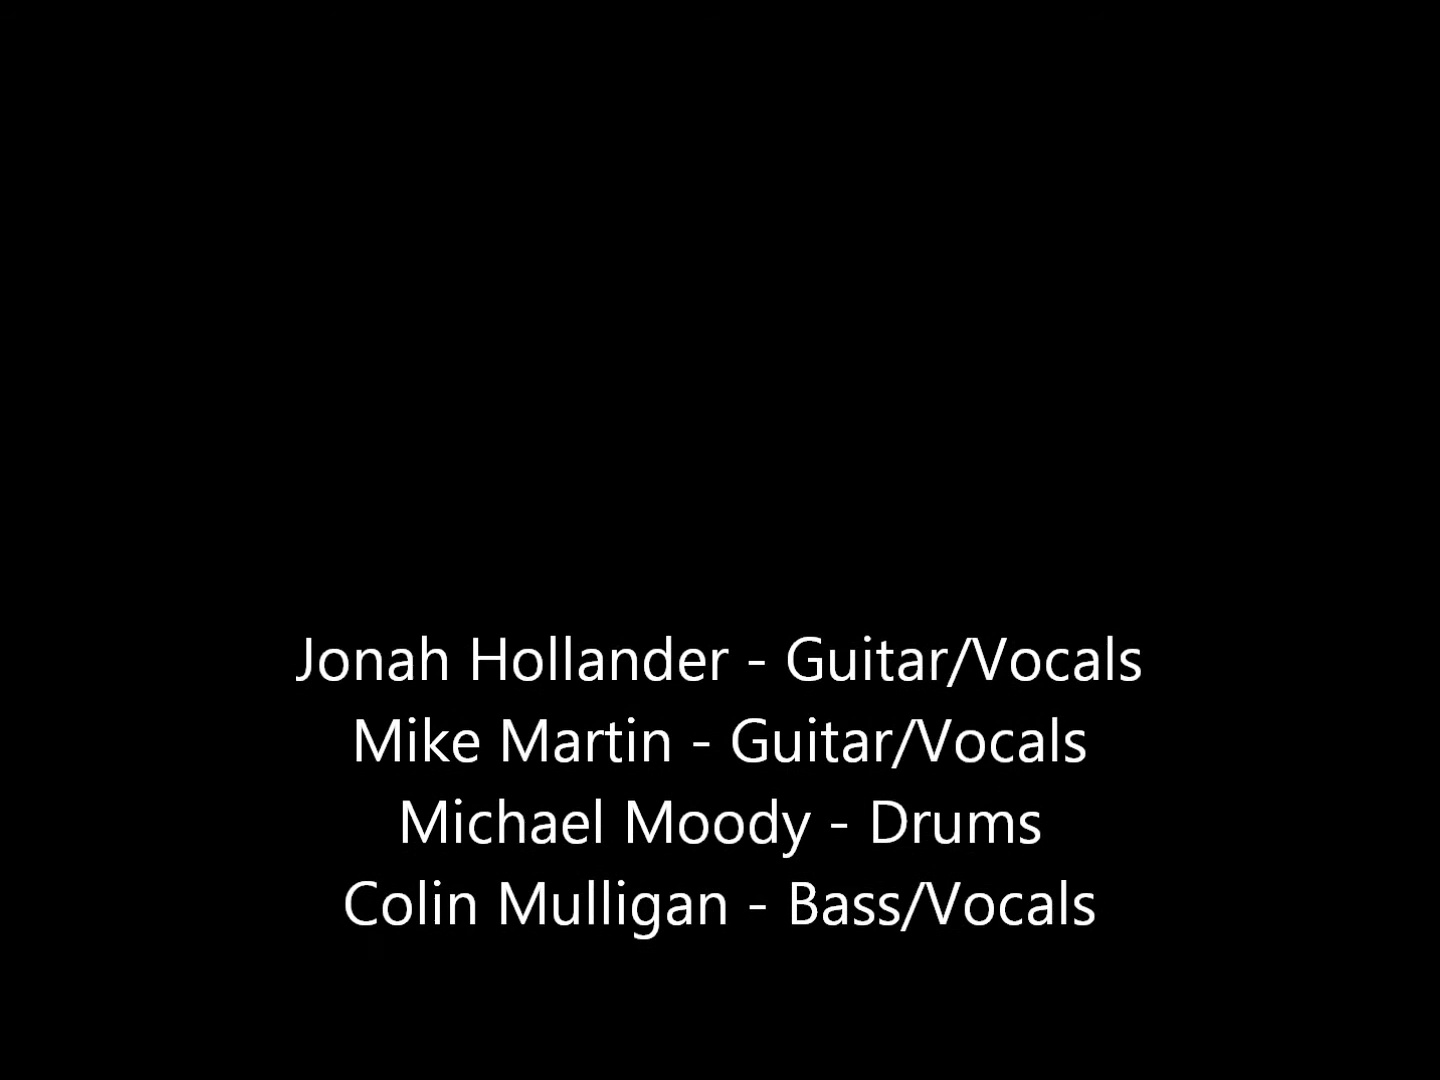 Jonah Hollander - Guitar/Vocals
Mike Martin - Guitar/Vocals
Michael Moody - Drums
Colin Mulligan - Bass/Vocals